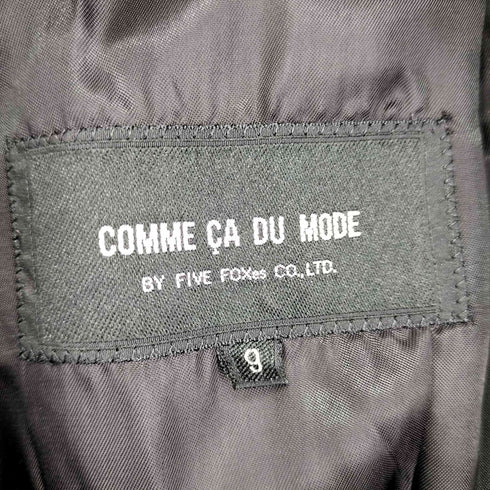 COMME ÇA DU MODE
BY FIVE FOXes CO.,LTD.
9